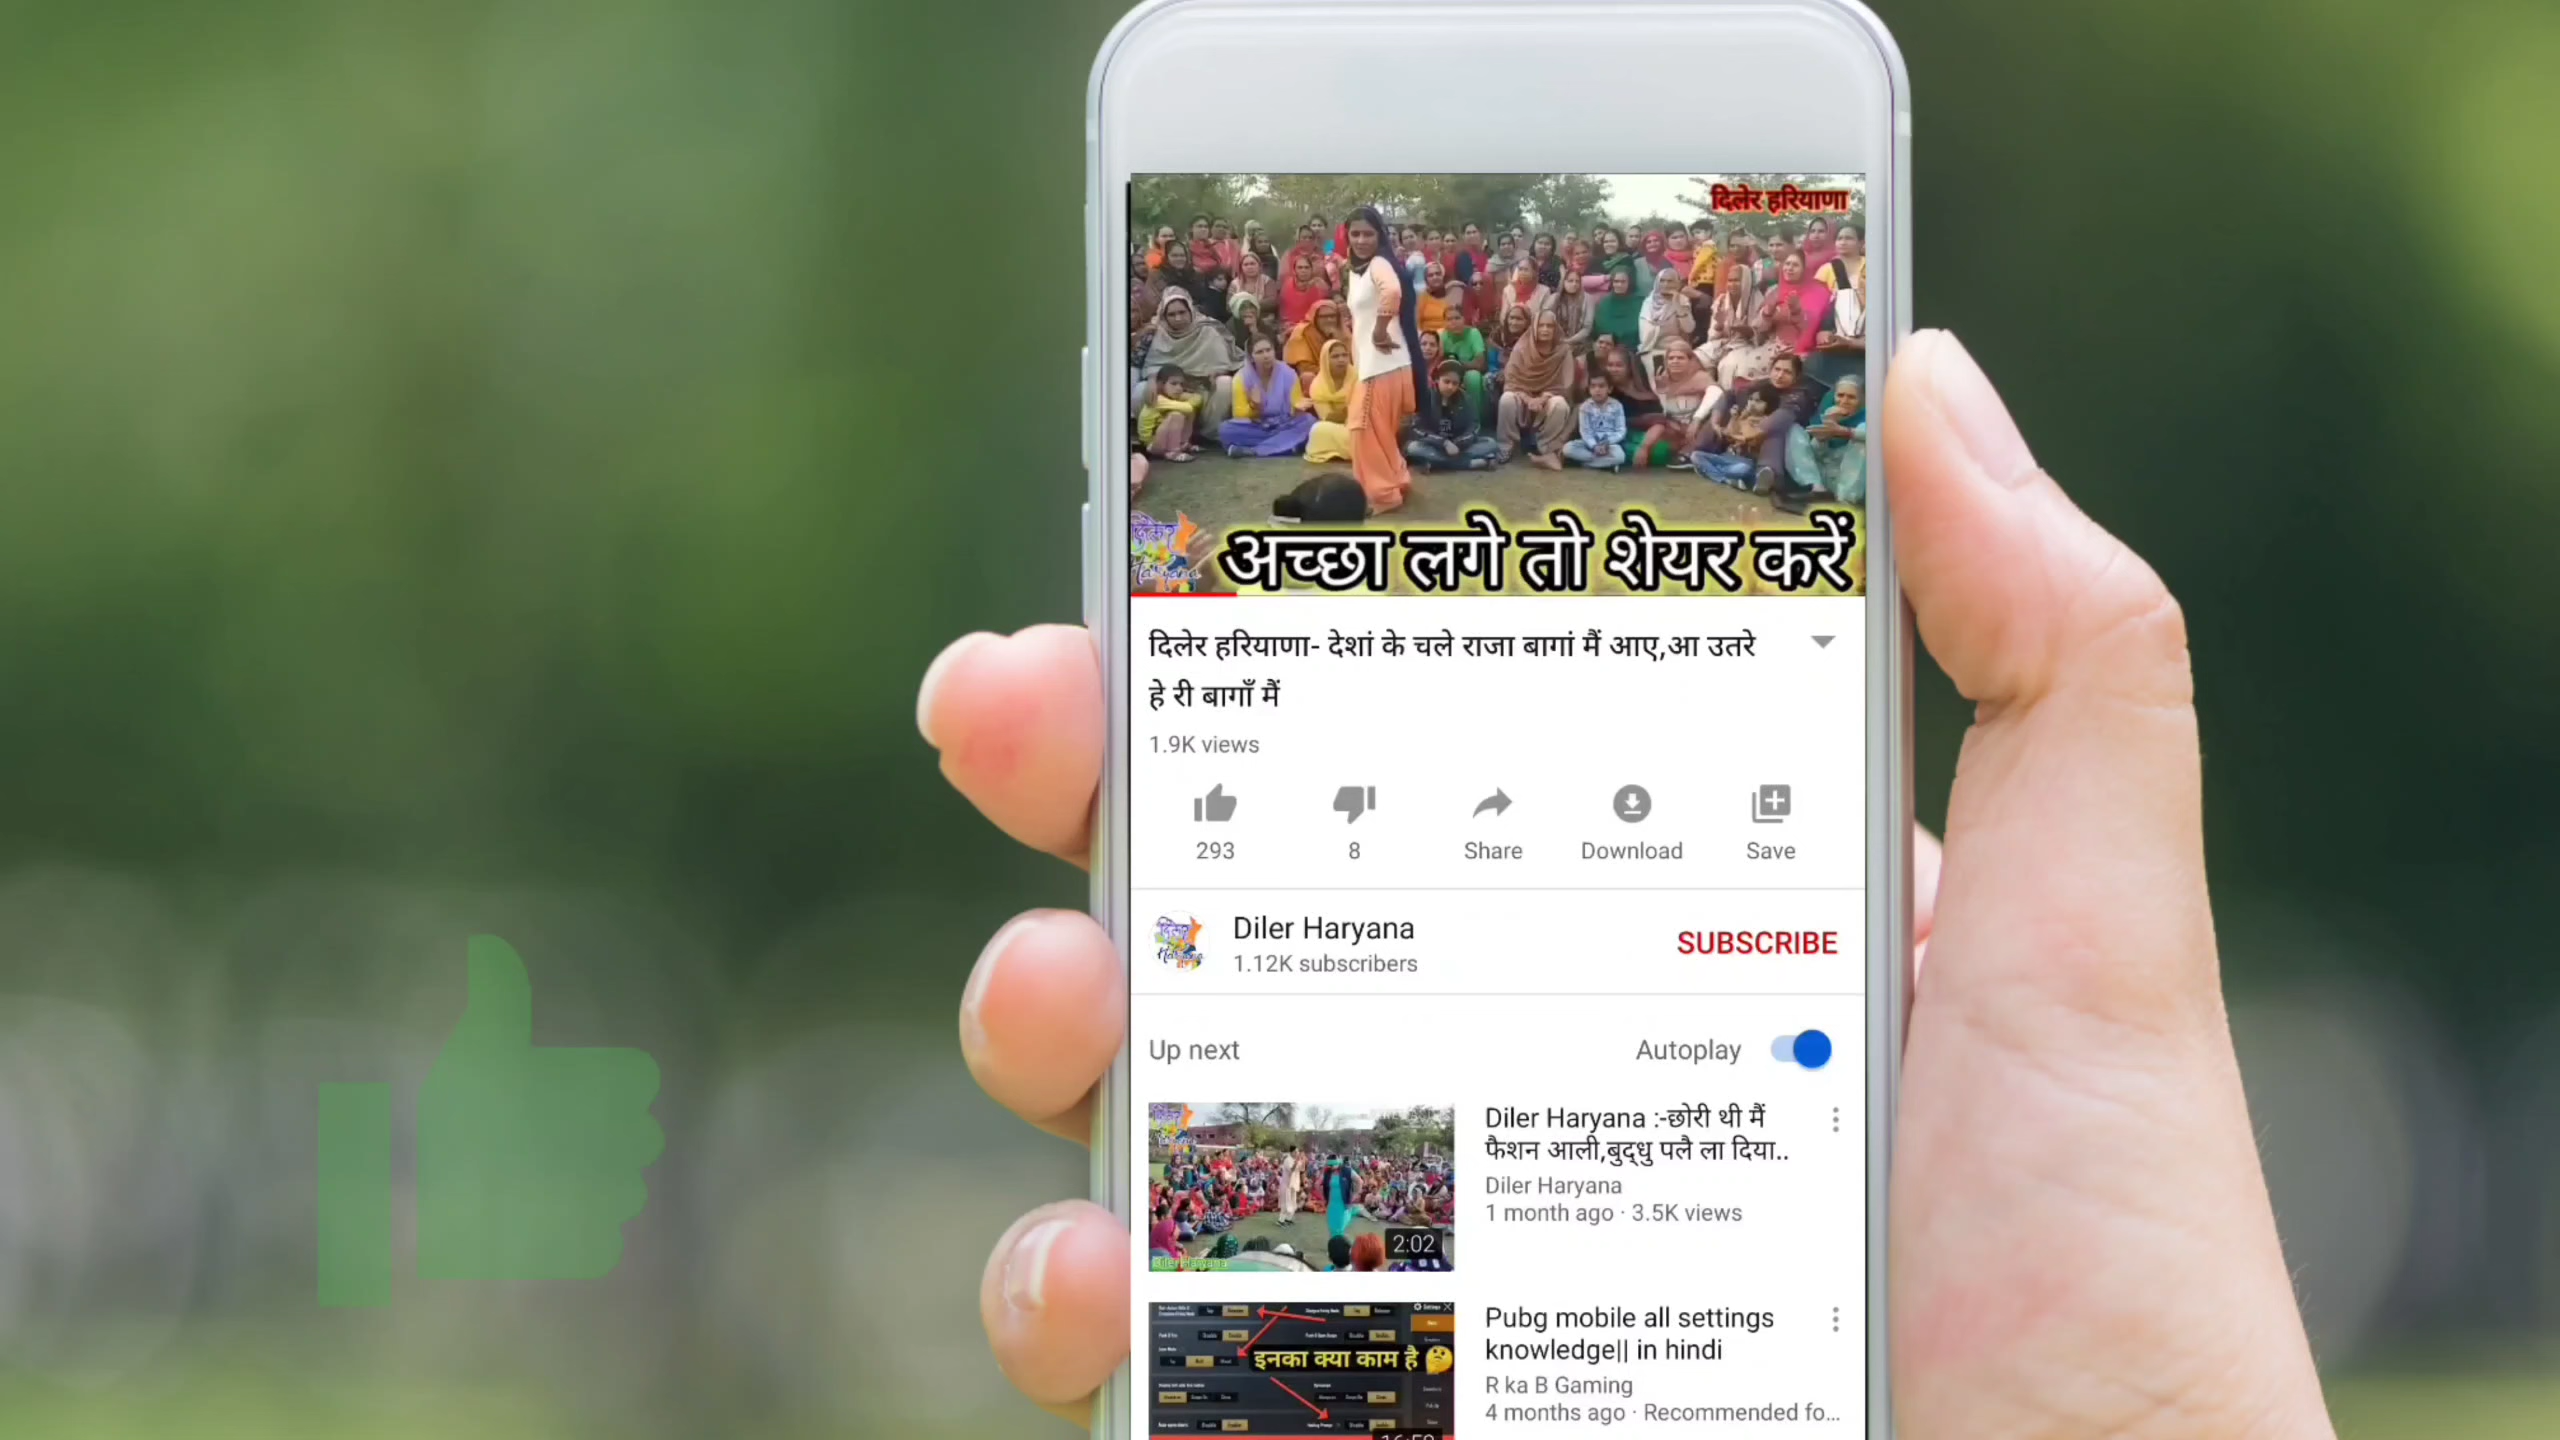 दिलेर हरियाणा
अच्छा लगे तो शेयर करें
दिलेर हरियाणा- देशां के चले राजा बागां मैं आए,आ उतरे
हे री बागाँ मैं
1.9K views
293
8
Share
Download
Save
Diler Haryana
1.12K subscribers
SUBSCRIBE
Up next
Autoplay
Diler Haryana :-छोरी थी मैं
फैशन आली,बुद्धु पलै ला दिया..
Diler Haryana
1 month ago · 3.5K views
2:02
Diler Haryana
Pubg mobile all settings
knowledge|| in hindi
R ka B Gaming
4 months ago · Recommended fo...
इनका क्या काम है